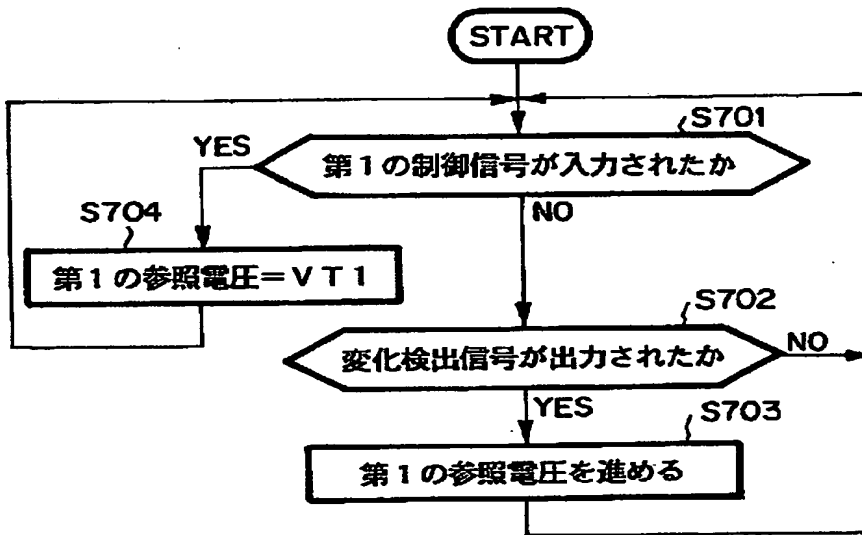 START
S701
第1の制御信号が入力されたか
YES
NO
S704
第1の参照電圧=VT1
S702
変化検出信号が出力されたか
NO
YES
S703
第1の参照電圧を進める